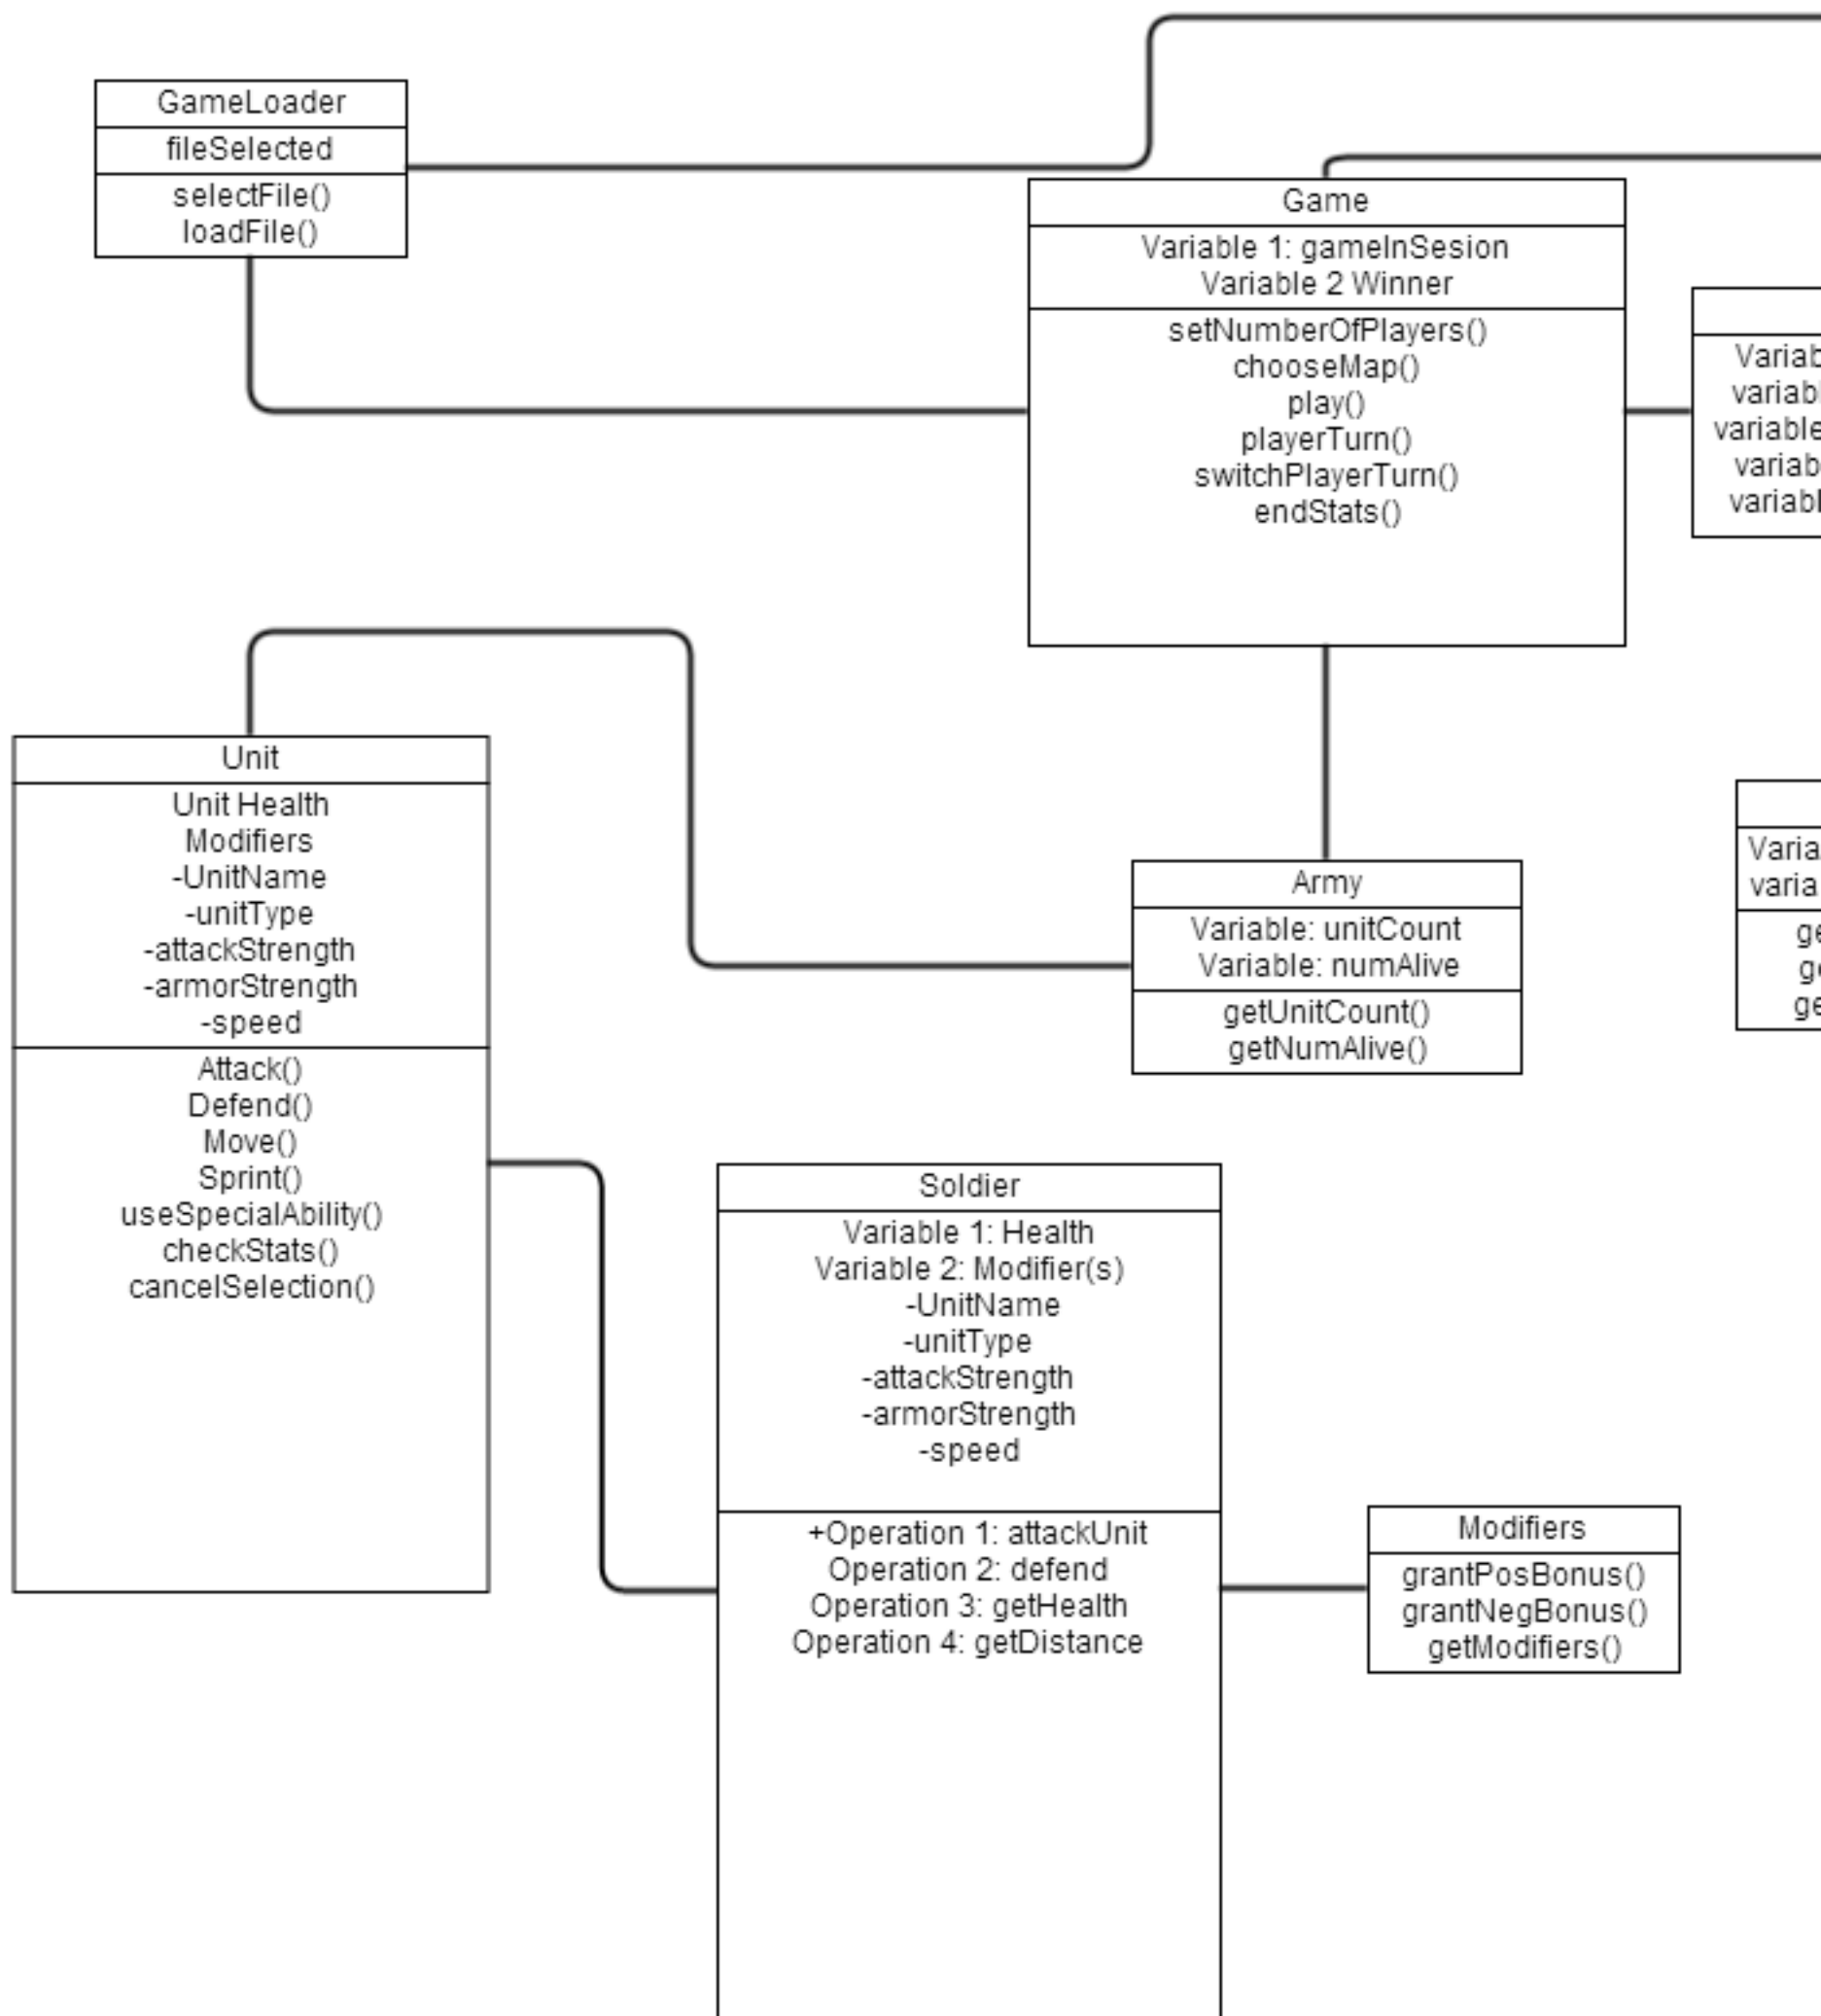 GameLoader
fileSelected
selectFile()
loadFile()
Game
Variable 1: gameInSesion
Variable 2 Winner
setNumberOfPlayers()
chooseMap()
play()
playerTurn()
switchPlayerTurn()
endStats()
Unit
Unit Health
Modifiers
-UnitName
-unitType
-attackStrength
-armorStrength
-speed
Attack()
Defend()
Move()
Sprint()
useSpecialAbility()
checkStats()
cancelSelection()
Army
Variable: unitCount
Variable: numAlive
getUnitCount()
getNumAlive()
Soldier
Variable 1: Health
Variable 2: Modifier(s)
-UnitName
-unitType
-attackStrength
-armorStrength
-speed
+Operation 1: attackUnit
Operation 2: defend
Operation 3: getHealth
Operation 4: getDistance
Modifiers
grantPosBonus()
grantNegBonus()
getModifiers()